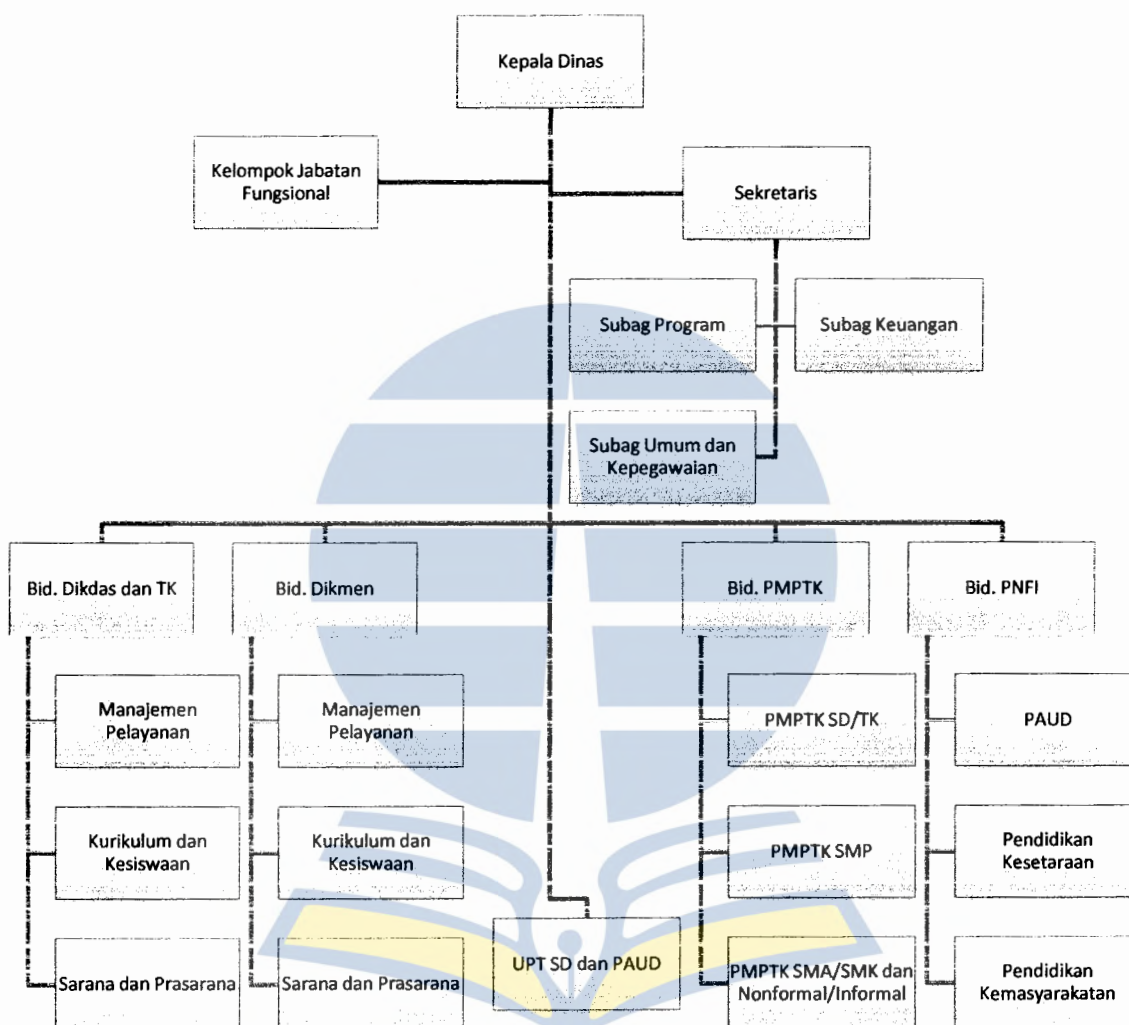 Kepala Dinas
Kelompok Jabatan
Fungsional
Sekretaris
Subag Program
Subag Keuangan
Subag Umum dan
Kepegawaian
Bid. Dikdas dan TK
Bid. Dikmen
Bid. PMPTK
Bid. PNFI
Manajemen
Pelayanan
Manajemen
Pelayanan
PMPTK SD/TK
PAUD
Kurikulum dan
Kesiswaan
Kurikulum dan
Kesiswaan
PMPTK SMP
Pendidikan
Kesetaraan
Sarana dan Prasarana
Sarana dan Prasarana
UPT SD dan PAUD
PMPTK SMA/SMK dan
Nonformal/Informal
Pendidikan
Kemasyarakatan